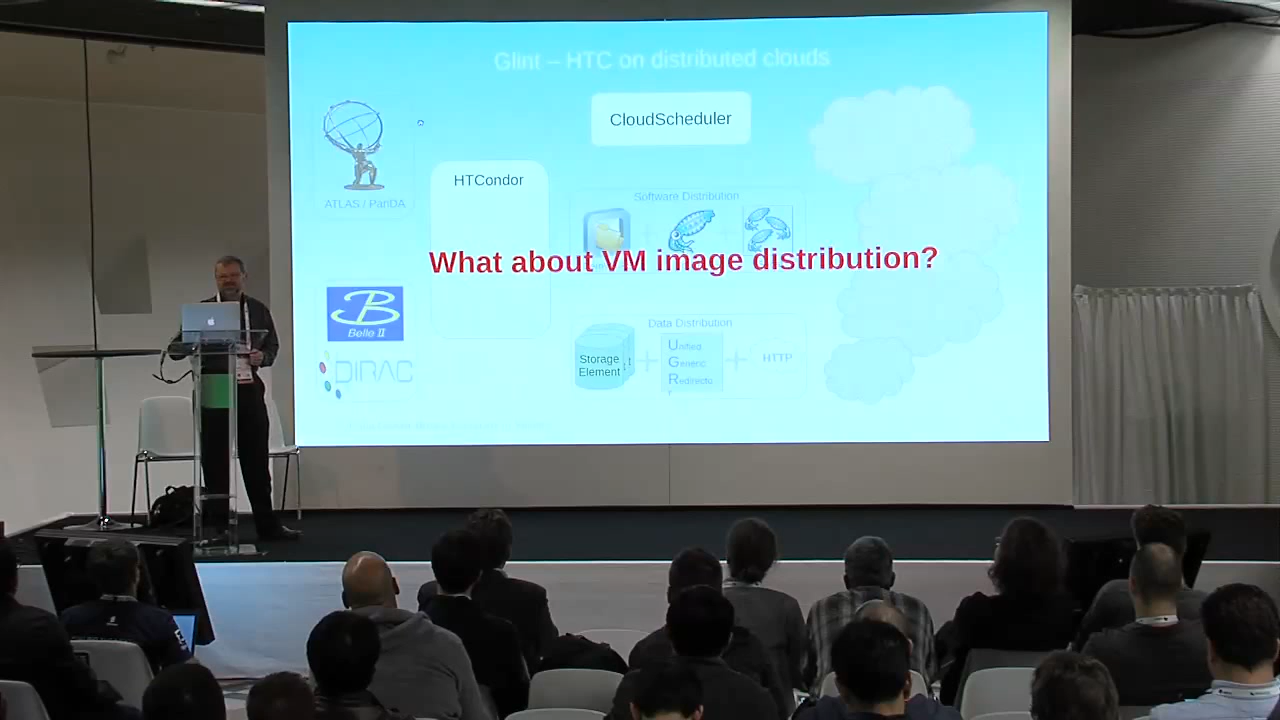 Glint – HTC on distributed clouds
CloudScheduler
HTCondor
ATLAS / PanDA
Software Distribution
What about VM image distribution?
B
Belle II
DIRAC
Data Distribution
Storage
Element
Unified
Generic
Redirecto
r
HTTP